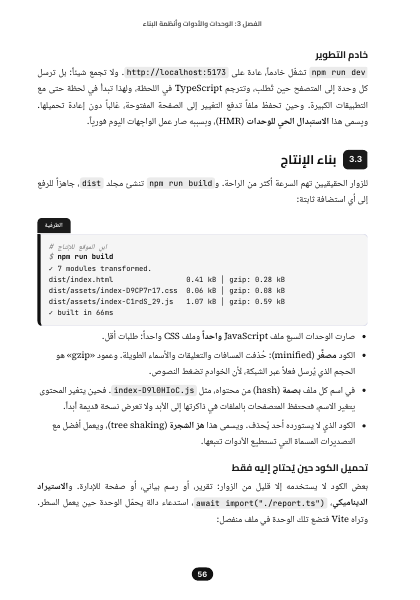 الفصل 3: الوحدات والأدوات وأنظمة البناء
خادم التطوير
npm run dev تشغّل خادماً، عادة على http://localhost:5173. ولا تجمع شيئاً: بل ترسل
كل وحدة إلى المتصفح حين تُطلب، وتترجم TypeScript في اللحظة، ولهذا تبدأ في لحظة حتى مع
التطبيقات الكبيرة. وحين تحفظ ملفاً تدفع التغيير إلى الصفحة المفتوحة، غالباً دون إعادة تحميلها.
ويسمى هذا الاستبدال الحي للوحدات (HMR)، وبسببه صار عمل الواجهات اليوم فورياً.
3.3 بناء الإنتاج
للزوار الحقيقيين تهم السرعة أكثر من الراحة. و npm run build تنشئ مجلد dist، جاهزاً للرفع
إلى أي استضافة ثابتة:
الطرفية
# ابنِ الموقع للإنتاج
$ npm run build
✓ 7 modules transformed.
dist/index.html 0.41 kB │ gzip: 0.28 kB
dist/assets/index-D9CP7r17.css 0.06 kB │ gzip: 0.08 kB
dist/assets/index-C1rdS_29.js 1.07 kB │ gzip: 0.59 kB
✓ built in 66ms
• صارت الوحدات السبع ملف JavaScript واحداً وملف CSS واحداً: طلبات أقل.
• الكود مصغّر (minified): حُذفت المسافات والتعليقات والأسماء الطويلة. وعمود «gzip» هو
الحجم الذي يُرسل فعلاً عبر الشبكة، لأن الخوادم تضغط النصوص.
• في اسم كل ملف بصمة (hash) من محتواه، مثل index-D9l0HIoC.js. فحين يتغير المحتوى
يتغير الاسم، فتحتفظ المتصفحات بالملفات في ذاكرتها إلى الأبد ولا تعرض نسخة قديمة أبداً.
• الكود الذي لا يستورده أحد يُحذف. ويسمى هذا هز الشجرة (tree shaking)، ويعمل أفضل مع
التصديرات المسماة التي تستطيع الأدوات تتبعها.
تحميل الكود حين يُحتاج إليه فقط
بعض الكود لا يستخدمه إلا قليل من الزوار: تقرير، أو رسم بياني، أو صفحة للإدارة. والاستيراد
الديناميكي، await import("./report.ts")، استدعاء دالة يحمّل الوحدة حين يعمل السطر.
وتراه Vite فتضع تلك الوحدة في ملف منفصل:
56